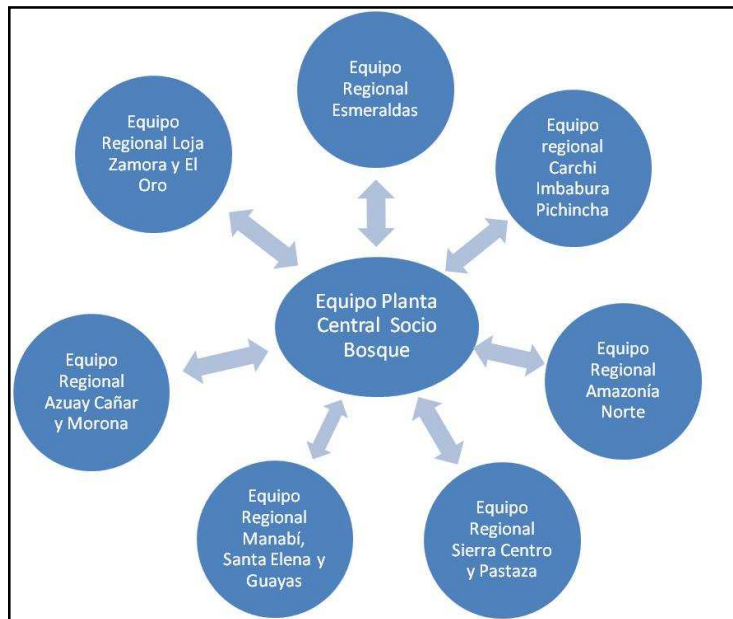 Equipo
Regional
Esmeraldas
Equipo
regional
Carchi
Imbabura
Pichincha
Equipo
Regional
Amazonía
Norte
Equipo
Regional
Sierra Centro
y Pastaza
Equipo
Regional
Manabí,
Santa Elena y
Guayas
Equipo
Regional
Azuay Cañar
y Morona
Equipo
Regional Loja
Zamora y El
Oro
Equipo Planta
Central Socio
Bosque